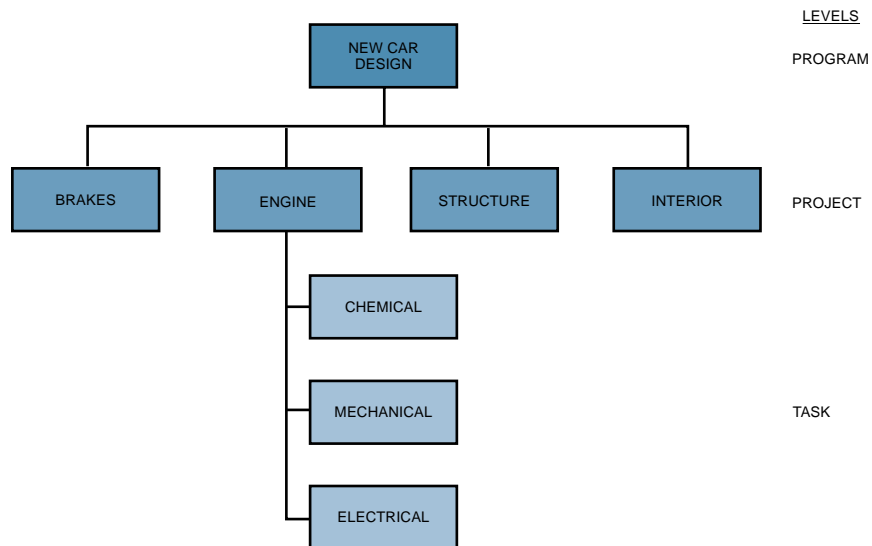 LEVELS
NEW CAR
DESIGN
PROGRAM
BRAKES
ENGINE
STRUCTURE
INTERIOR
PROJECT
CHEMICAL
MECHANICAL
TASK
ELECTRICAL